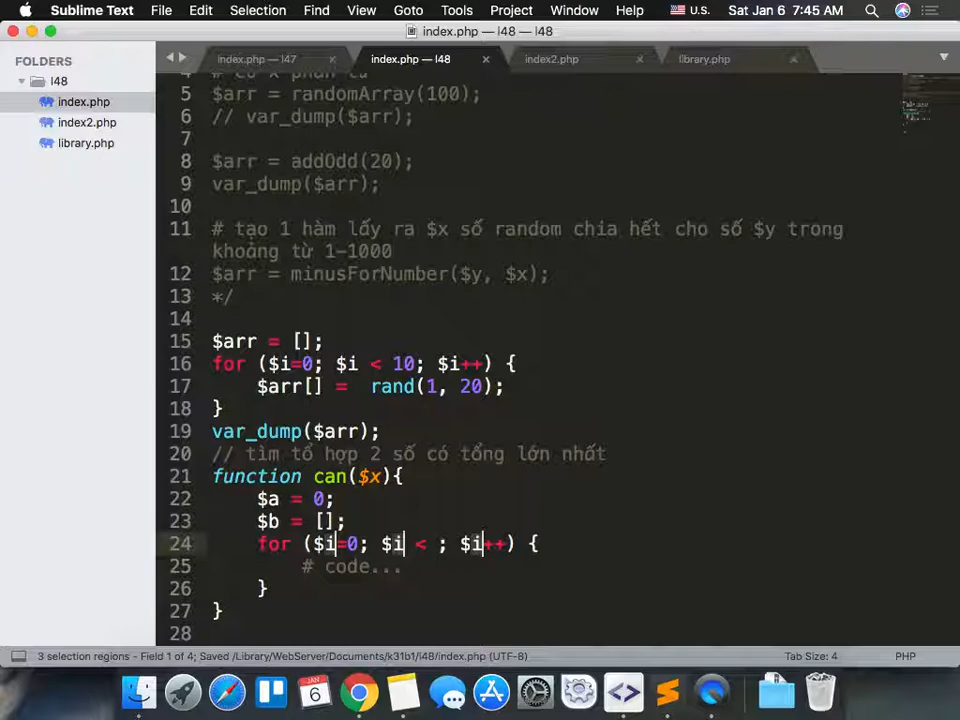 Sublime Text File Edit Selection Find View Goto Tools Project Window Help U.S. Sat Jan 6 7:45 AM
index.php — l48 — l48
FOLDERS
l48
index.php
index2.php
library.php
index.php — l47 index.php — l48 index2.php library.php
5 $arr = randomArray(100);
6 // var_dump($arr);
7
8 $arr = addOdd(20);
9 var_dump($arr);
10
11 # tạo 1 hàm lấy ra $x số random chia hết cho số $y trong
khoảng từ 1-1000
12 $arr = minusForNumber($y, $x);
13 */
14
15 $arr = [];
16 for ($i=0; $i < 10; $i++) {
17 $arr[] =  rand(1, 20);
18 }
19 var_dump($arr);
20 // tìm tổ hợp 2 số có tổng lớn nhất
21 function can($x){
22 $a = 0;
23 $b = [];
24 for ($i=0; $i < ; $i++) {
25 # code...
26 }
27 }
28
3 selection regions - Field 1 of 4; Saved /Library/WebServer/Documents/k31b1/l48/index.php (UTF-8) Tab Size: 4 PHP
JAN
6